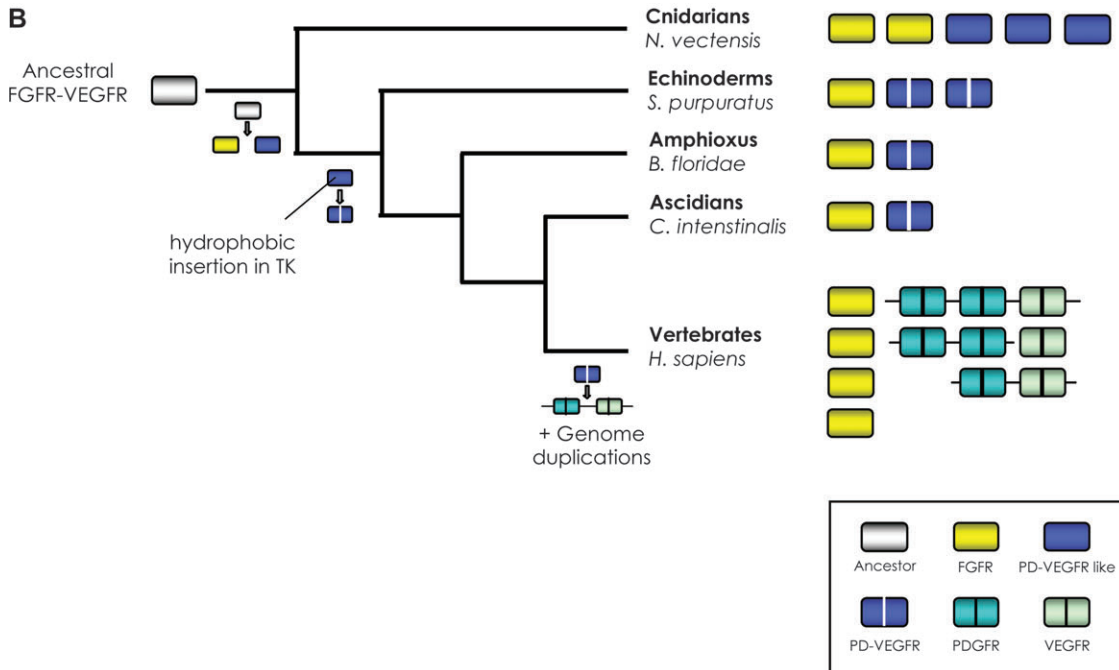 B
Ancestral
FGFR-VEGFR
hydrophobic
insertion in TK
Cnidarians
N. vectensis
Echinoderms
S. purpuratus
Amphioxus
B. floridae
Ascidians
C. intenstinalis
Vertebrates
H. sapiens
+ Genome
duplications
Ancestor
FGFR
PD-VEGFR like
PD-VEGFR
PDGFR
VEGFR